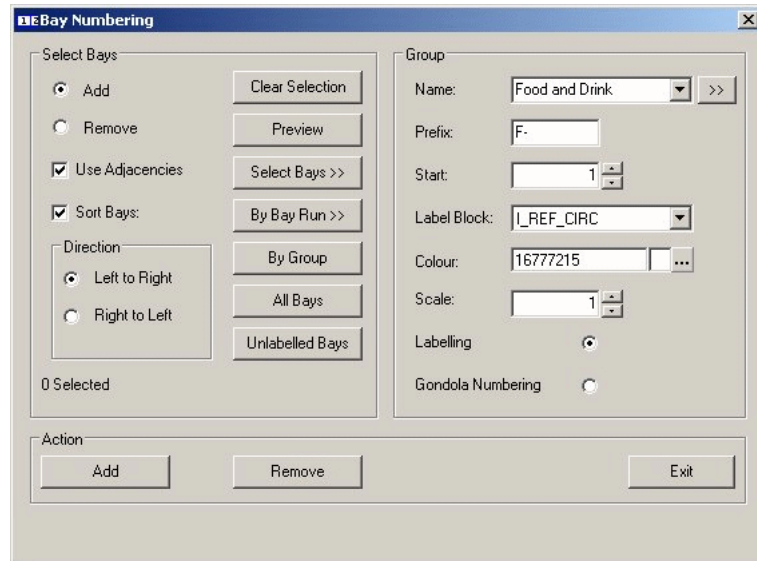 Bay Numbering
Select Bays
Add
Remove
Use Adjacencies
Sort Bays:
Direction
Left to Right
Right to Left
0 Selected
Clear Selection
Preview
Select Bays >>
By Bay Run >>
By Group
All Bays
Unlabelled Bays
Group
Name: Food and Drink >>
Prefix: F-
Start: 1
Label Block: I_REF_CIRC
Colour: 16777215 ...
Scale: 1
Labelling
Gondola Numbering
Action
Add Remove Exit